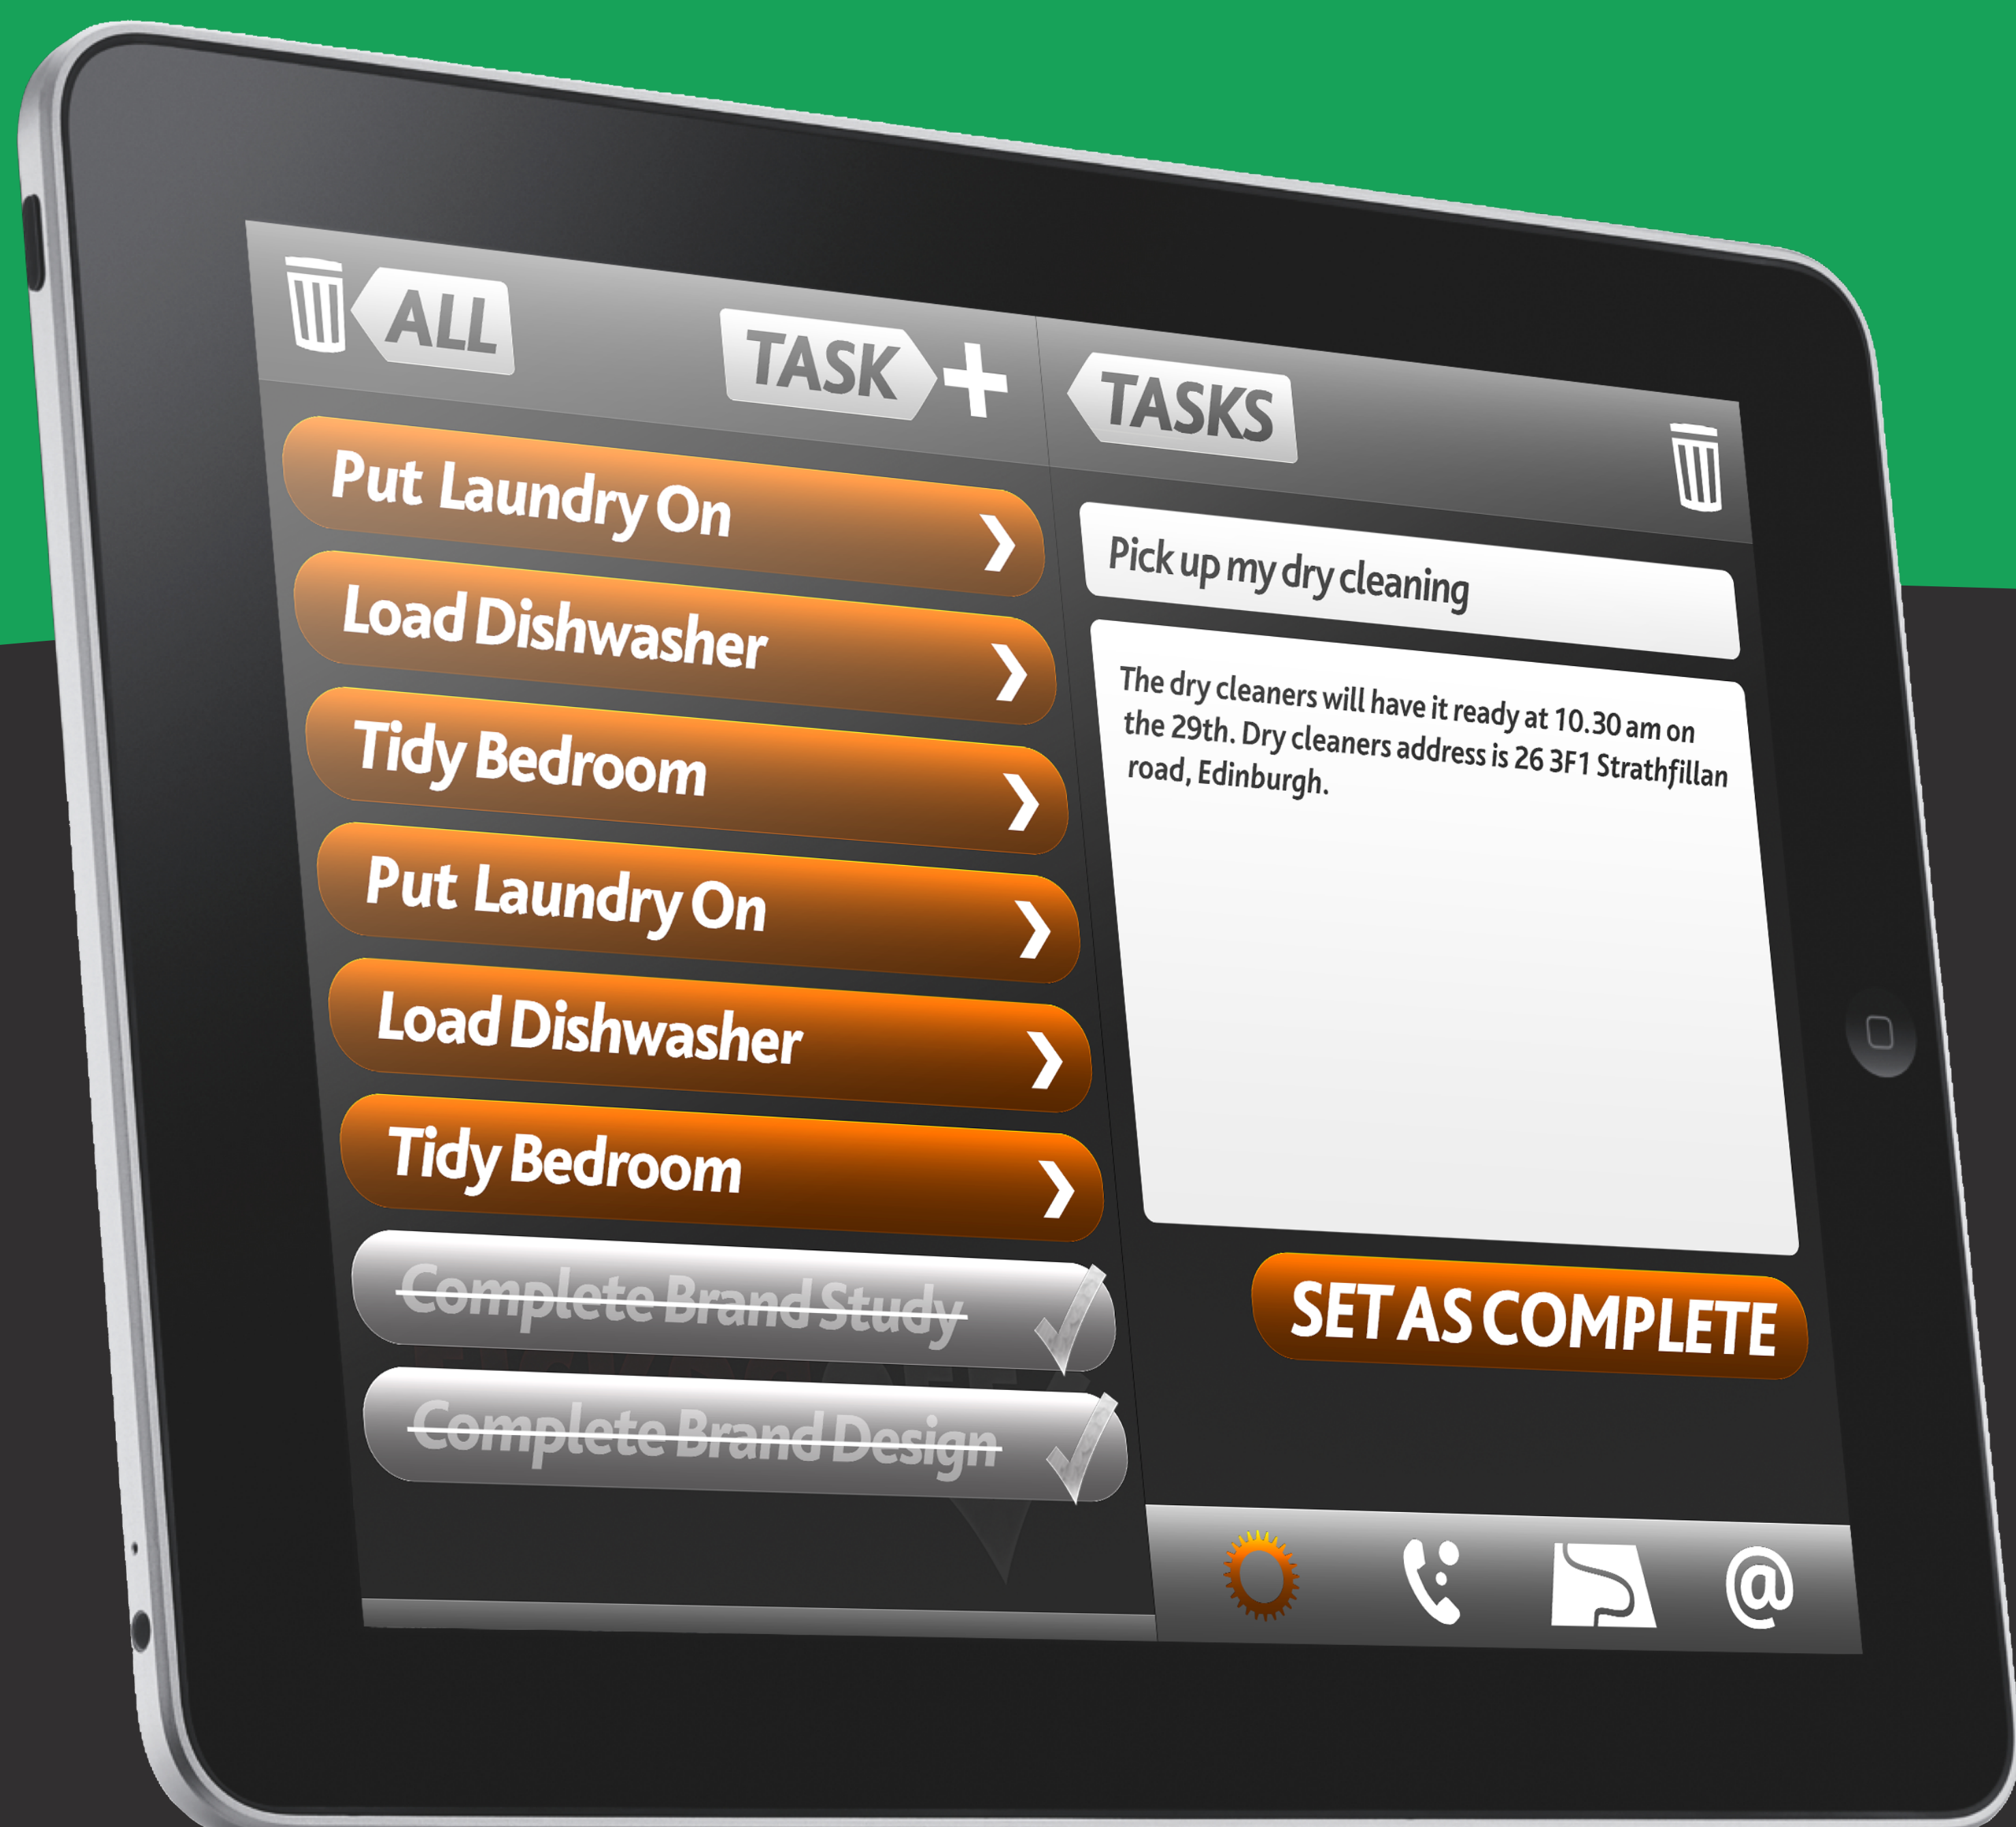 ALL
TASK
Put Laundry On
Load Dishwasher
Tidy Bedroom
Put Laundry On
Load Dishwasher
Tidy Bedroom
Complete Brand Study
Complete Brand Design
TASKS
Pick up my dry cleaning
The dry cleaners will have it ready at 10.30 am on
the 29th. Dry cleaners address is 26 3F1 Strathfillan
road, Edinburgh.
SET AS COMPLETE
@